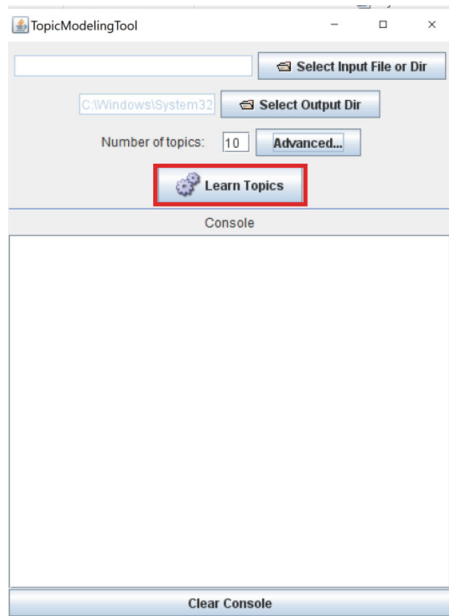 TopicModelingTool
Select Input File or Dir
C:\Windows\System32 Select Output Dir
Number of topics: 10 Advanced...
Learn Topics
Console
Clear Console